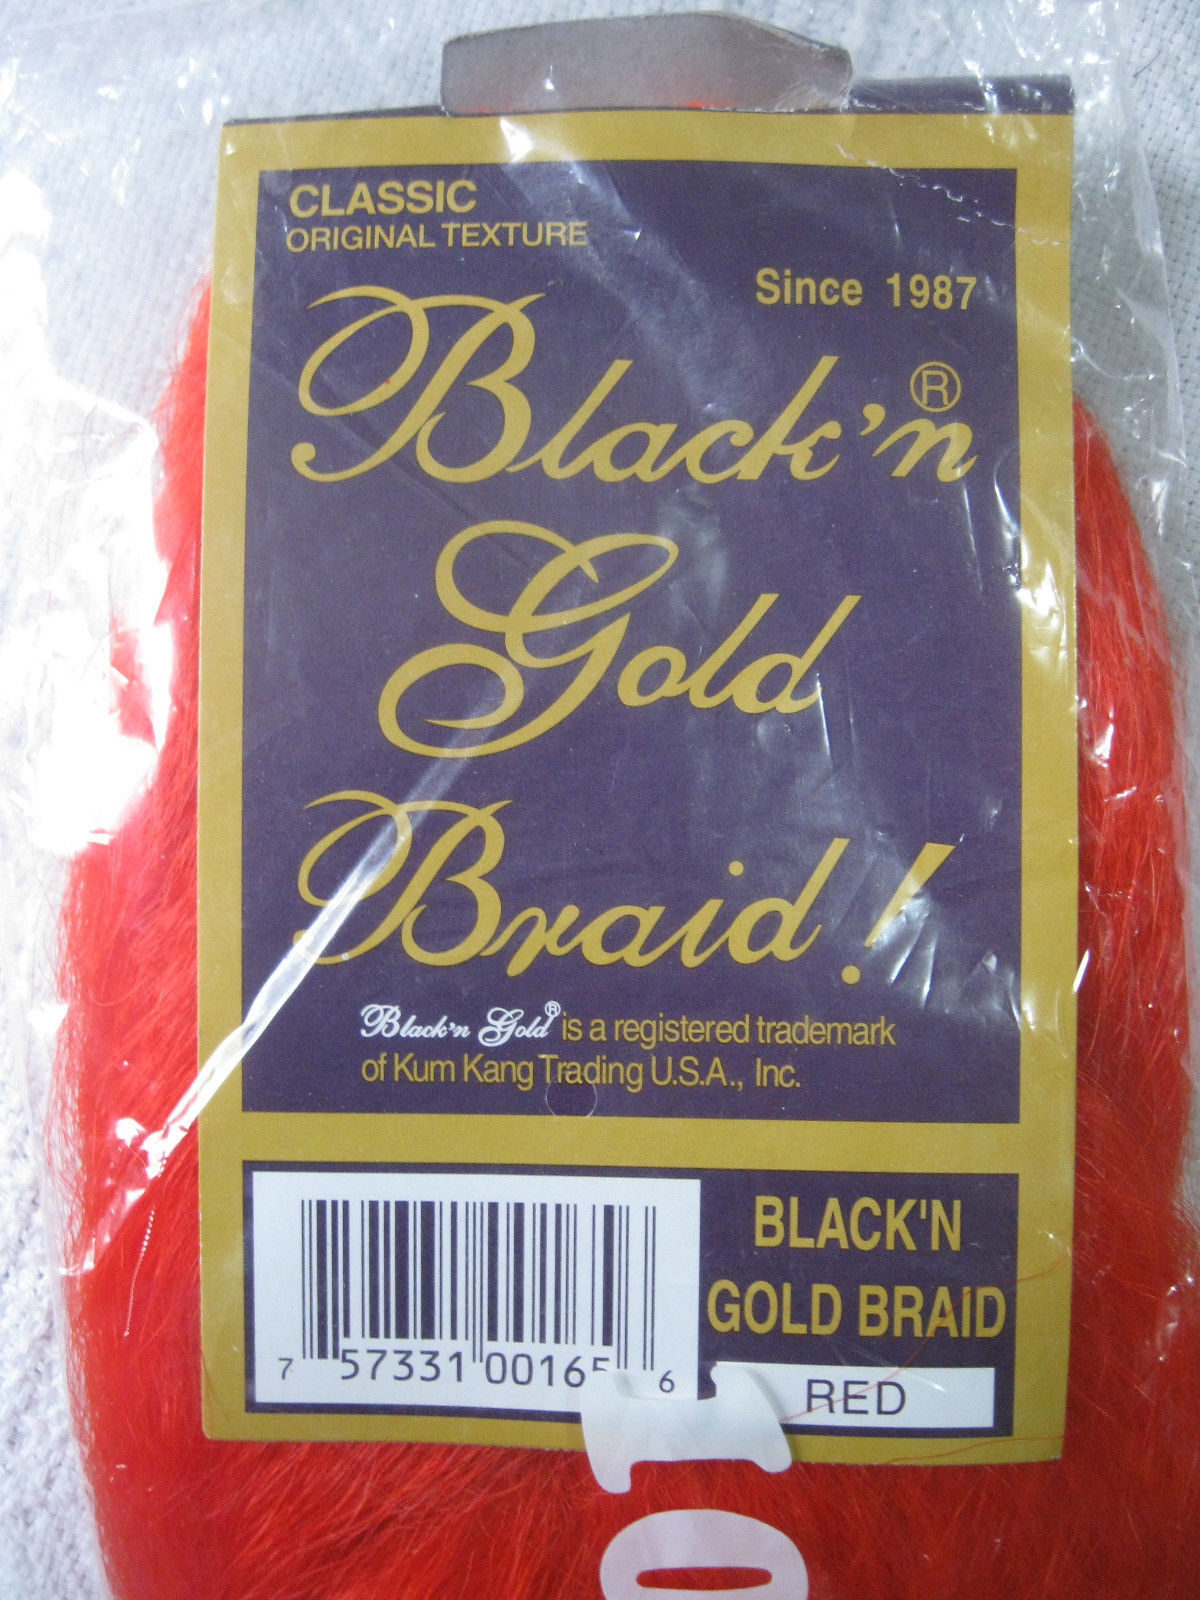 CLASSIC
ORIGINAL TEXTURE
Since 1987
Black'n®
Gold
Braid!
Black'n Gold® is a registered trademark
of Kum Kang Trading U.S.A., Inc.
BLACK'N
GOLD BRAID
RED
7 57331 00165 6